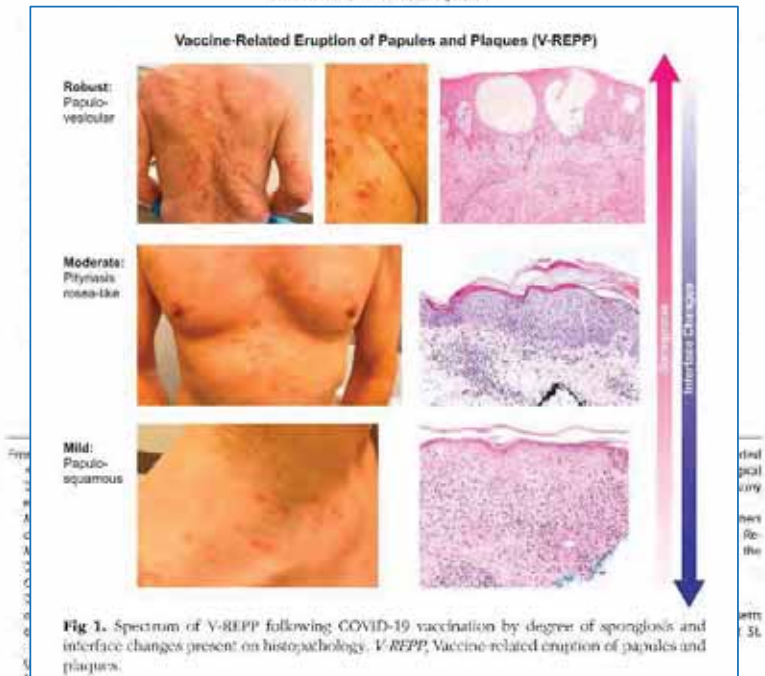 Vaccine-Related Eruption of Papules and Plaques (V-REPP)
Robust:
Papulo-
vesicular
Moderate:
Pityriasis
rosea-like
Spongiosis
Interface Changes
Mild:
Papulo-
squamous
Fig 1. Spectrum of V-REPP following COVID-19 vaccination by degree of spongiosis and
interface changes present on histopathology. V-REPP, Vaccine-related eruption of papules and
plaques.